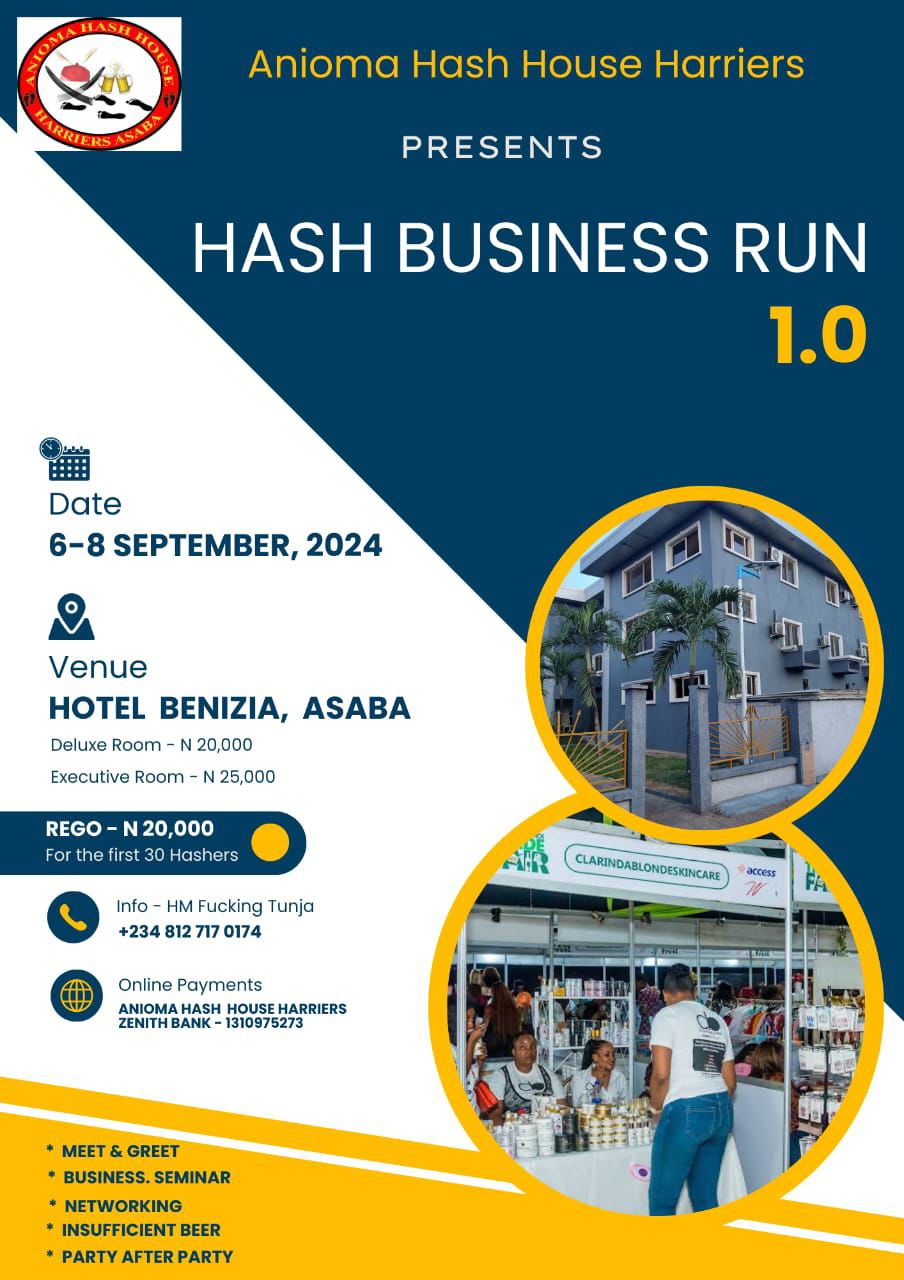 ANIOMA HASH HOUSE
HARRIERS ASABA
Anioma Hash House Harriers
PRESENTS
HASH BUSINESS RUN
1.0
Date
6-8 SEPTEMBER, 2024
Venue
HOTEL BENIZIA, ASABA
Deluxe Room - N 20,000
Executive Room - N 25,000
REGO - N 20,000
For the first 30 Hashers
Info - HM Fucking Tunja
+234 812 717 0174
Online Payments
ANIOMA HASH HOUSE HARRIERS
ZENITH BANK - 1310975273
CLARINDABLONDESKINCARE
access
W
* MEET & GREET
* BUSINESS. SEMINAR
* NETWORKING
* INSUFFICIENT BEER
* PARTY AFTER PARTY